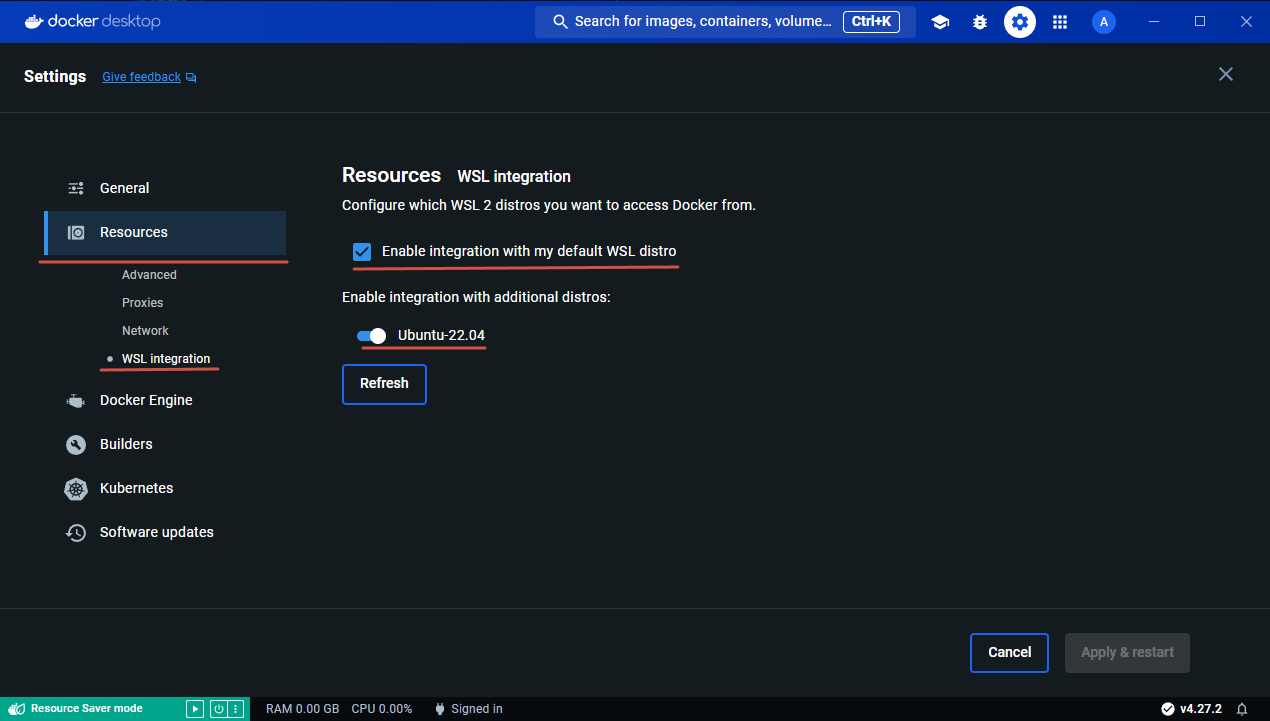 docker desktop
Search for images, containers, volume... Ctrl+K
A
Settings Give feedback
General
Resources
Advanced
Proxies
Network
WSL integration
Docker Engine
Builders
Kubernetes
Software updates
Resources WSL integration
Configure which WSL 2 distros you want to access Docker from.
Enable integration with my default WSL distro
Enable integration with additional distros:
Ubuntu-22.04
Refresh
Cancel Apply & restart
Resource Saver mode RAM 0.00 GB CPU 0.00% Signed in v4.27.2